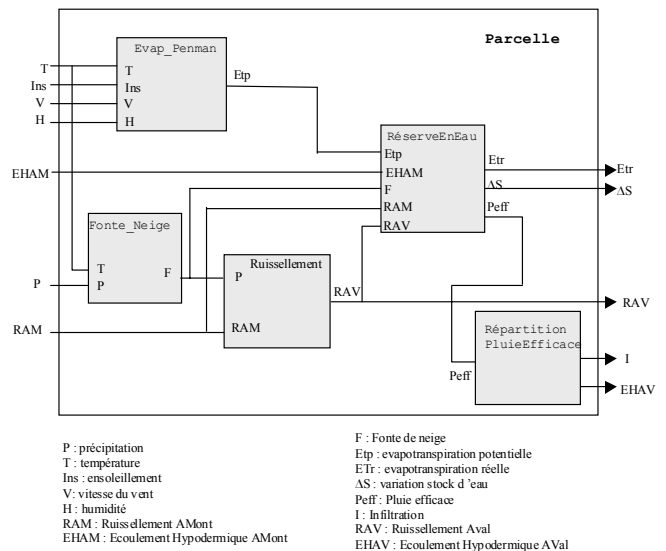 Parcelle
Evap_Penman
T
Ins
V
H
T
Ins
V
H
Etp
RéserveEnEau
Etp
EHAM
F
RAM
RAV
Etr
ΔS
Peff
Etr
ΔS
EHAM
Fonte_Neige
T
P
F
P
RAM
Ruissellement
P
RAM
RAV
RAV
Répartition
PluieEfficace
Peff
I
EHAV
P : précipitation
T : température
Ins : ensoleillement
V: vitesse du vent
H : humidité
RAM : Ruissellement AMont
EHAM : Ecoulement Hypodermique AMont
F : Fonte de neige
Etp : evapotranspiration potentielle
ETr : evapotranspiration réelle
ΔS : variation stock d 'eau
Peff : Pluie efficace
I : Infiltration
RAV : Ruissellement Aval
EHAV : Ecoulement Hypodermique AVal